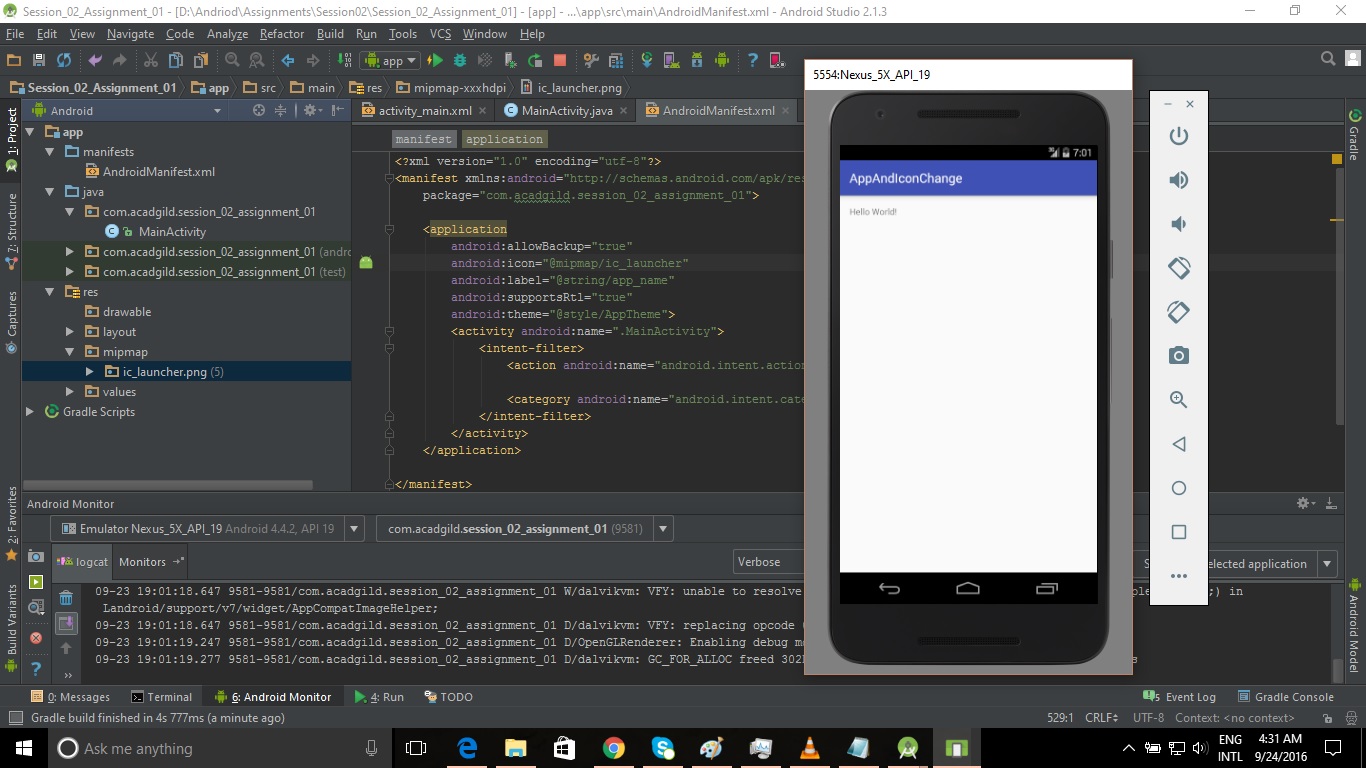 Session_02_Assignment_01 - [D:\Andriod\Assignments\Session02\Session_02_Assignment_01] - [app] - ...\app\src\main\AndroidManifest.xml - Android Studio 2.1.3
File Edit View Navigate Code Analyze Refactor Build Run Tools VCS Window Help
app
Session_02_Assignment_01 app src main res mipmap-xxxhdpi ic_launcher.png
1: Project
7: Structure
Captures
2: Favorites
Build Variants
Android
app
manifests
AndroidManifest.xml
java
com.acadgild.session_02_assignment_01
MainActivity
com.acadgild.session_02_assignment_01 (andro
com.acadgild.session_02_assignment_01 (test)
res
drawable
layout
mipmap
ic_launcher.png (5)
values
Gradle Scripts
activity_main.xml MainActivity.java AndroidManifest.xml
manifest application
<?xml version="1.0" encoding="utf-8"?>
<manifest xmlns:android="http://schemas.android.com/apk/res
package="com.acadgild.session_02_assignment_01">
<application
android:allowBackup="true"
android:icon="@mipmap/ic_launcher"
android:label="@string/app_name"
android:supportsRtl="true"
android:theme="@style/AppTheme">
<activity android:name=".MainActivity">
<intent-filter>
<action android:name="android.intent.action
<category android:name="android.intent.cate
</intent-filter>
</activity>
</application>
</manifest>
5554:Nexus_5X_API_19
7:01
AppAndIconChange
Hello World!
Gradle
Android Model
Android Monitor
Emulator Nexus_5X_API_19 Android 4.4.2, API 19 com.acadgild.session_02_assignment_01 (9581)
logcat Monitors Verbose S elected application
09-23 19:01:18.647 9581-9581/com.acadgild.session_02_assignment_01 W/dalvikvm: VFY: unable to resolve ;) in
Landroid/support/v7/widget/AppCompatImageHelper;
09-23 19:01:18.647 9581-9581/com.acadgild.session_02_assignment_01 D/dalvikvm: VFY: replacing opcode
09-23 19:01:19.247 9581-9581/com.acadgild.session_02_assignment_01 D/OpenGLRenderer: Enabling debug mo
09-23 19:01:19.277 9581-9581/com.acadgild.session_02_assignment_01 D/dalvikvm: GC_FOR_ALLOC freed 302 s
0: Messages Terminal 6: Android Monitor 4: Run TODO 5 Event Log Gradle Console
Gradle build finished in 4s 777ms (a minute ago) 529:1 CRLF UTF-8 Context: <no context>
Ask me anything
ENG
INTL
4:31 AM
9/24/2016